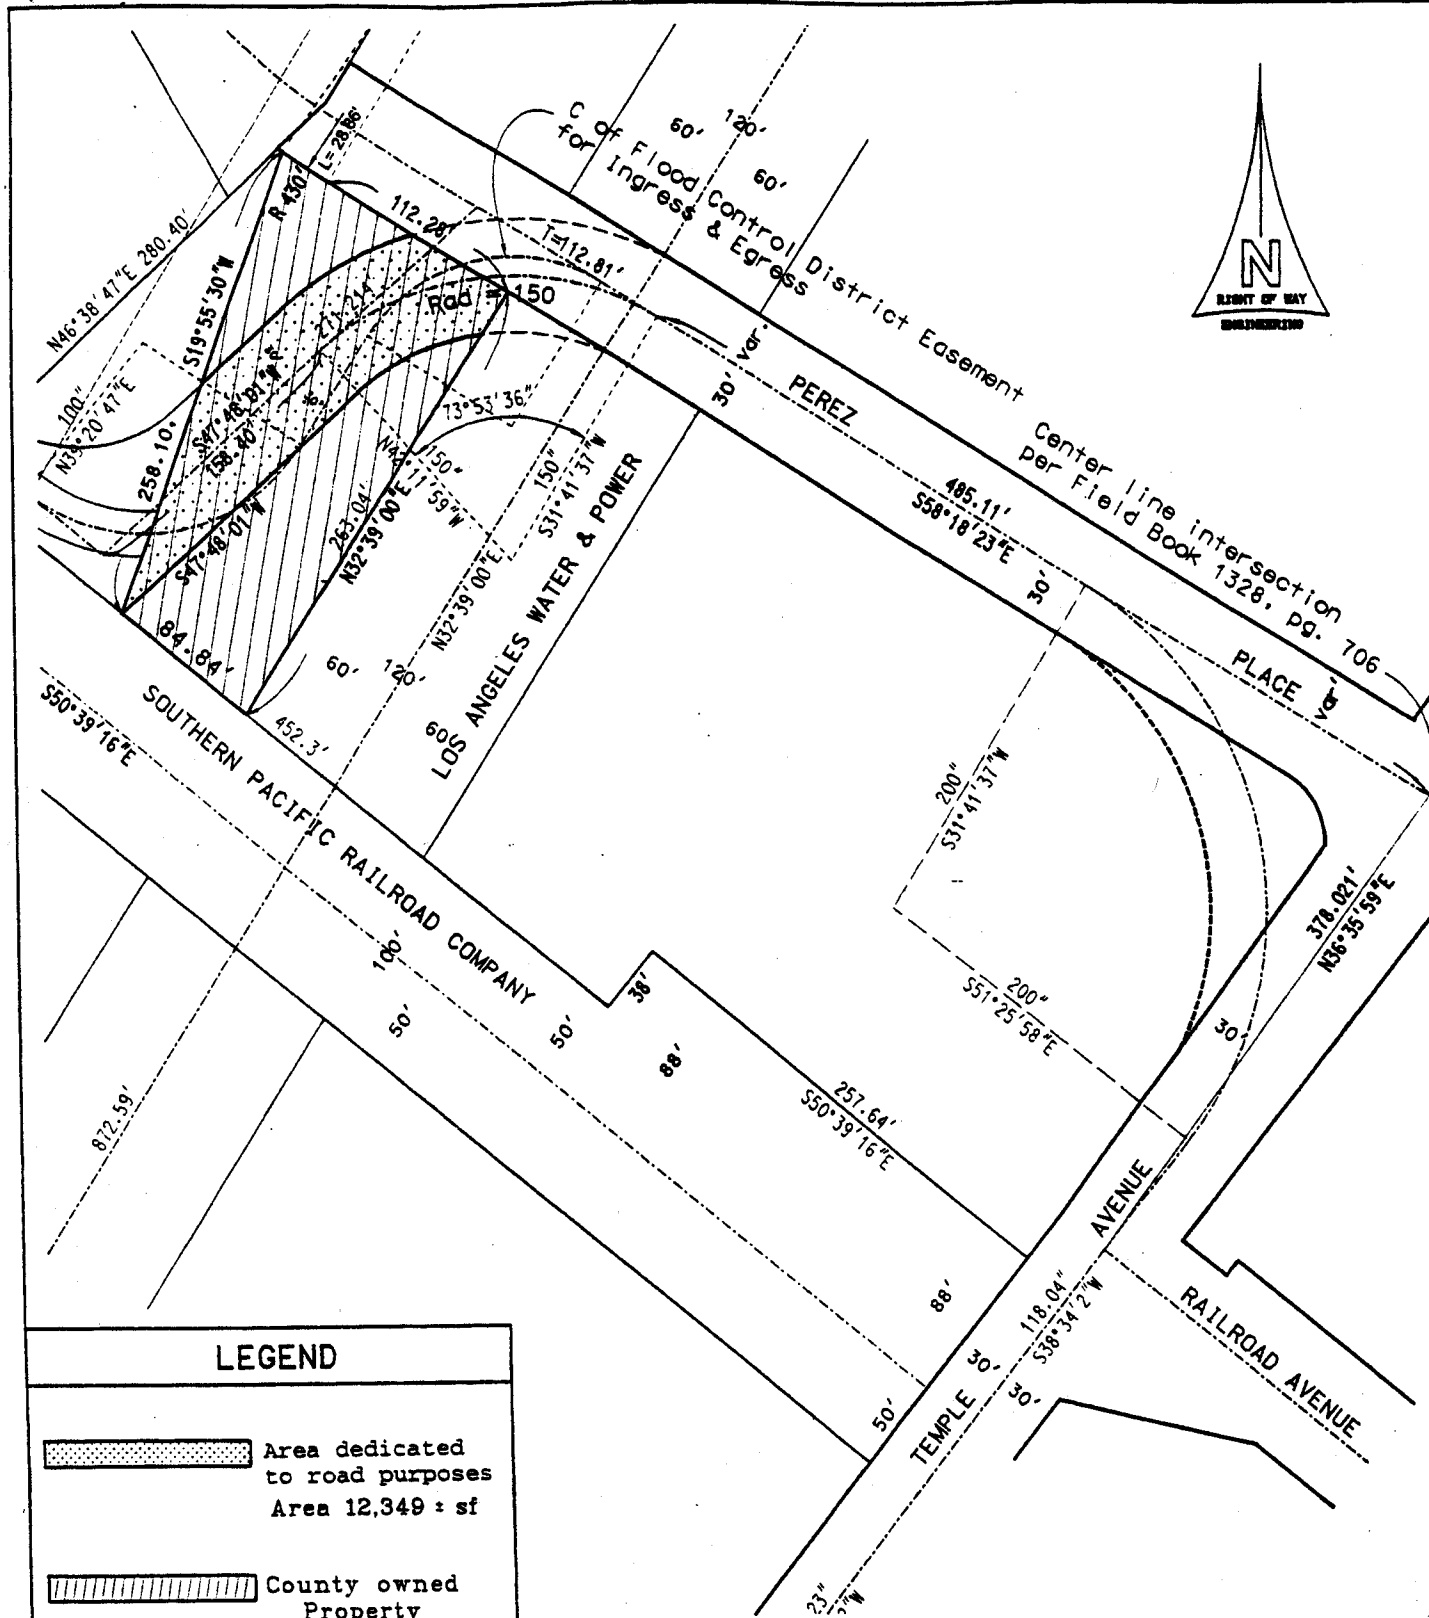 C of Flood Control District Easement
for Ingress & Egress
60'
120'
60'
N
RIGHT OF WAY
ENGINEERING
L=28.86'
R 430'
112.28'
T=112.81'
N46°38'47"E 280.40'
S19°55'30"W
258.10'
271.214
Rad = 150
100"
N39°20'47"E
S47°48'01"W
158.40'
S47°48'01"W
73°53'36"
150"
N42°11'59"W
263.04'
N32°39'00"E
150"
S31°41'37"W
N32°39'00"E
var.
30'
PEREZ
Center line intersection
per Field Book 1328, pg. 706
485.11'
S58°18'23"E
30'
PLACE
var'
84.84'
60'
120'
60'
452.3'
LOS ANGELES WATER & POWER
S50°39'16"E
SOUTHERN PACIFIC RAILROAD COMPANY
200"
S31°41'37"W
378.021'
N36°35'59"E
100'
50'
50'
38'
88'
200"
S51°25'58"E
30'
257.64'
S50°39'16"E
872.59'
AVENUE
88'
118.04"
S38°34'2"W
RAILROAD AVENUE
30'
30'
50'
TEMPLE
23"
2"W
LEGEND
Area dedicated
to road purposes
Area 12,349 ± sf
County owned
Property